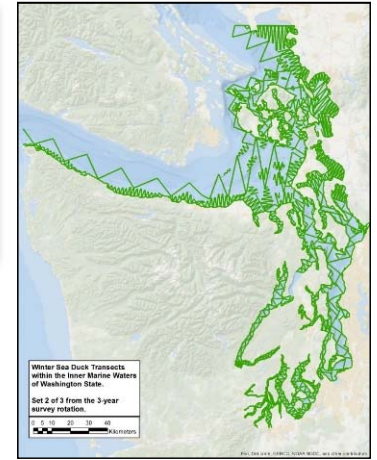 Winter Sea Duck Transects
within the Inner Marine Waters
of Washington State.
Set 2 of 3 from the 3-year
survey rotation.
0 5 10 20 30 40
Kilometers